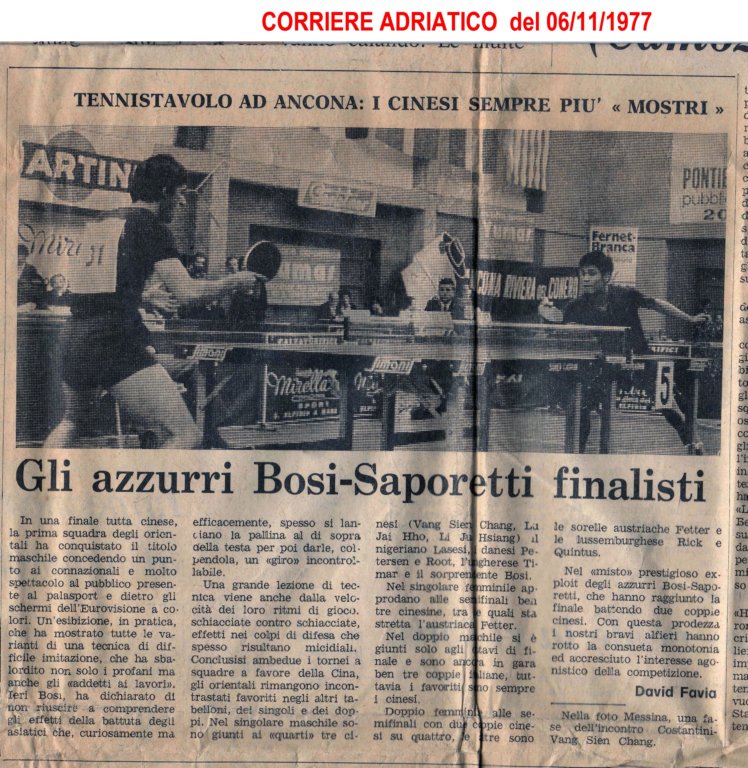 CORRIERE ADRIATICO del 06/11/1977
TENNISTAVOLO AD ANCONA: I CINESI SEMPRE PIU' « MOSTRI »
ARTIN
PONTIE
pubbl
20
Fernet-
Branca
CONA RIVIERA DEL CONERO
Mirella
SPORT
S. ELPIDIO A MARE
5
Gli azzurri Bosi-Saporetti finalisti
In una finale tutta cinese,
la prima squadra degli orien-
tali ha conquistato il titolo
maschile concedendo un pun-
to ai connazionali e molto
spettacolo al pubblico presen-
te al palasport e dietro gli
schermi dell'Eurovisione a co-
lori. Un'esibizione, in pratica,
che ha mostrato tutte le va-
rianti di una tecnica di dif-
ficile imitazione, che ha sba-
lordito non solo i profani ma
anche gli «addetti ai lavori».
Ieri Bosi, ha dichiarato di
non riuscire a comprendere
gli effetti della battuta degli
asiatici che, curiosamente ma
efficacemente, spesso si lan-
ciano la pallina al di sopra
della testa per poi darle, col-
pendola, un «giro» incontrol-
labile.
Una grande lezione di tec-
nica viene anche dalla velo-
cità dei loro ritmi di gioco,
schiacciate contro schiacciate,
effetti nei colpi di difesa che
spesso risultano micidiali.
Conclusisi ambedue i tornei a
squadre a favore della Cina,
gli orientali rimangono incon-
trastati favoriti negli altri ta-
belloni, dei singoli e dei dop-
pi. Nel singolare maschile so-
no giunti ai «quarti» tre ci-
nesi (Vang Sien Chang, Lu
Jai Hho, Li Ju Hsiang) il
nigeriano Lasesi, i danesi Pe-
tersen e Root, l'ungherese Ti-
mar e il sorprendente Bosi.
Nel singolare femminile ap-
prodano alle semifinali ben
tre cinesine, tra le quali sta
stretta l'austriaca Fetter.
Nel doppio maschile si è
giunti solo agli ottavi di fi-
nale e sono ancora in gara
ben tre coppie italiane, tut-
tavia i favoriti sono sempre
i cinesi.
Doppio femminile alle se-
mifinali con due coppie cine-
si su quattro, e altre sono
le sorelle austriache Fetter e
le lussemburghese Rick e
Quintus.
Nel «misto» prestigioso ex-
ploit degli azzurri Bosi-Sapo-
retti, che hanno raggiunto la
finale battendo due coppie
cinesi. Con questa prodezza
i nostri bravi alfieri hanno
rotto la consueta monotonia
ed accresciuto l'interesse ago-
nistico della competizione.
David Favia
Nella foto Messina, una fa-
se dell'incontro Costantini-
Vang Sien Chang.